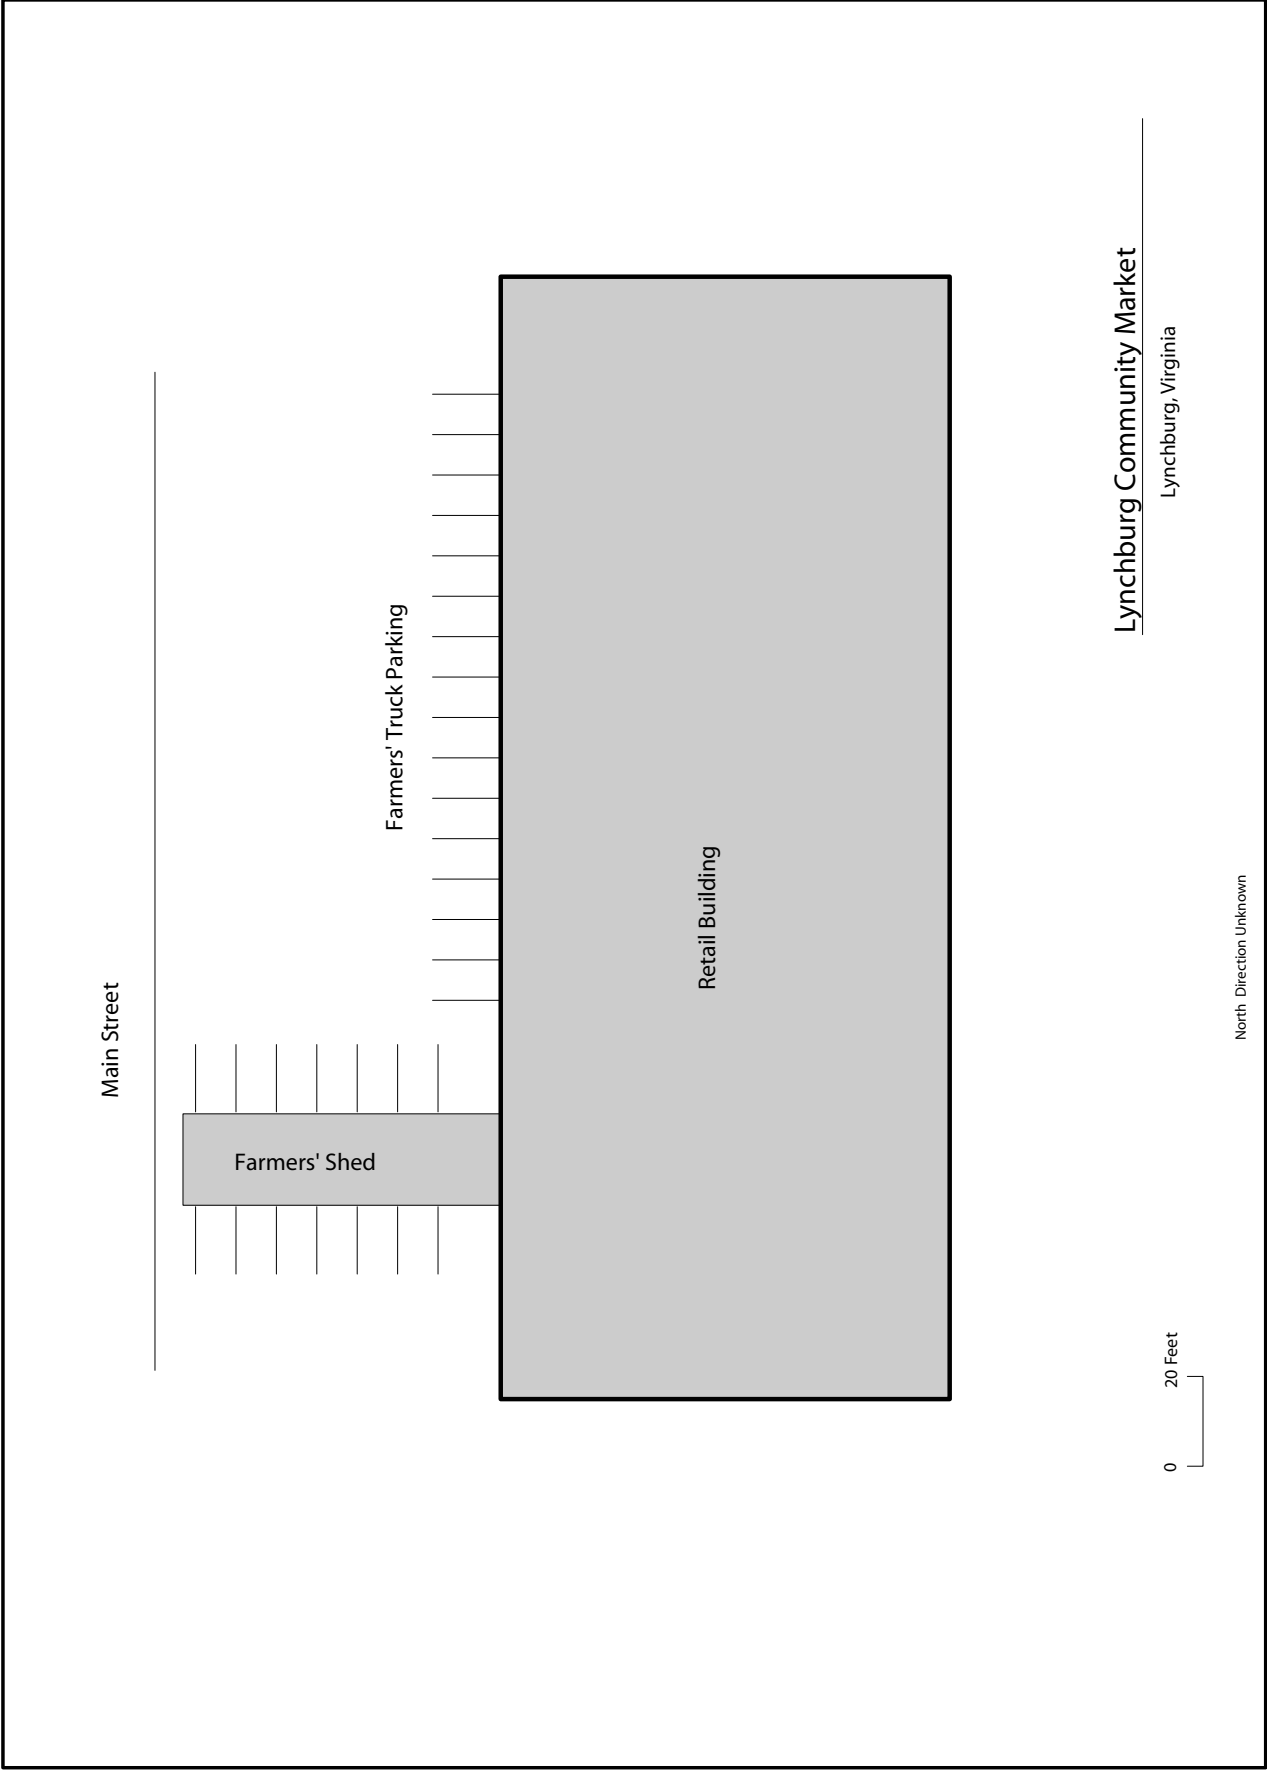 Main Street
Farmers' Truck Parking
Farmers' Shed
Retail Building
Lynchburg Community Market
Lynchburg, Virginia
0 20 Feet
North Direction Unknown